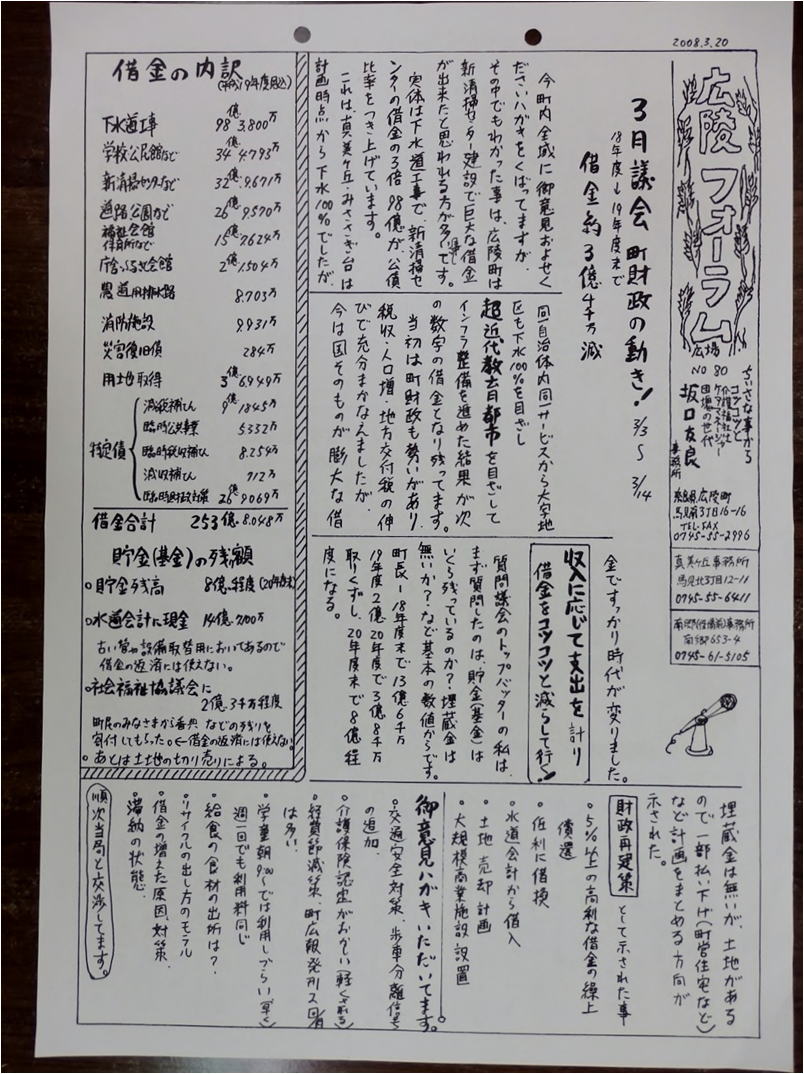 2008.3.20
広陵フォーラム
広場
NO 80
ちいさな事から
コツコツと
介護福祉士
ケアマネージャー
団塊の世代
坂口友良
事務所
奈良県広陵町
馬見南3丁目16-16
TEL・FAX
0745-55-2996
真美ヶ丘事務所
馬見北3丁目12-11
0745-55-6411
南郷(役場前)事務所
南郷653-4
0745-61-5105
3月議会 町財政の動き! 3/3~3/14
18年度→19年度末で
借金約3億4千万減
今町内全域に御意見およせく
ださいハガキをくばってますが、
その中でもわかった事は、広陵町は
新清掃センター建設で巨大な借金
が出来たと思われる方が多い事です。
実体は下水道工事で、新清掃セ
ンターの借金の3倍98億が、公債
比率をつき上げています。
これは、真美ヶ丘・みささぎ台は
計画時点から下水100%でしたが、
同一自治体内同一サービスから大字地
区も下水100%を目ざし
超近代教育都市を目ざして
インフラ整備を進めた結果が次
の数字の借金となり残ってます。
当初は町財政も勢いがあり、
税収・人口増・地方交付税の伸
びで充分まかなえましたが、
今は国そのものが膨大な借
金ですっかり時代が変りました。
収入に応じて支出を計り
借金をコツコツと減らして行く!
質問議会のトップバッターの私は、
まず質問したのは、貯金(基金)は
いくら残っているのか?埋蔵金は
無いか?など基本の数値からです。
町長ー18年度末で13億6千万
19年度2億20年度で3億8千万
取りくずし、20年度末で8億程
度になる。
借金の内訳
(平成19年度見込)
下水道工事 98億3,800万
学校公民館など 34億4793万
新清掃センターなど 32億9671万
道路公園など 26億9570万
福祉会館
保育所など 15億7624万
庁舎・ふるさと会館 2億1504万
農道用排水路 8.703万
消防施設 9931万
災害復旧債 284万
用土地取得 3億6949万
特定債
減税補てん 9億1845万
臨時公共事業 5332万
臨時税収補てん 8.254万
減収補てん 712万
臨時財政対策 26億9069万
借金合計 253億8.048万
貯金(基金)の残額
○貯金残高 8億程度(20年度末)
○水道会計に現金 14億7100万
古い管や設備取替用においてあるので
借金の返済には使えない。
○社会福祉協議会に
2億3千万程度
町民のみなさまから香典などの残りを
寄付してもらった。←借金の返済には使えない
○あとは土地の切り売りによる。
埋蔵金は無いが、土地がある
ので一部払い下げ(町営住宅など)
など計画をまとめる方向が
示された。
財政再建策 として示された事
・5%以上の高利な借金の繰上
償還
・低利に借換
・水道会計から借入
・土地売却計画
・大規模商業施設設置
御意見ハガキいただいてます。
・交通安全対策、歩車分離信号
の追加、
・介護保険認定がおかしい(軽くされる)
・経費節減策、町広報発刊2回/月
は多い、
・学童朝9:00~では利用しづらい(早く)
週一回でも利用料同じ
・給食の食材の出所は?、
・リサイクルの出し方のモラル
・借金の増えた原因、対策、
・滞納の状態、
順次当局と交渉してます。